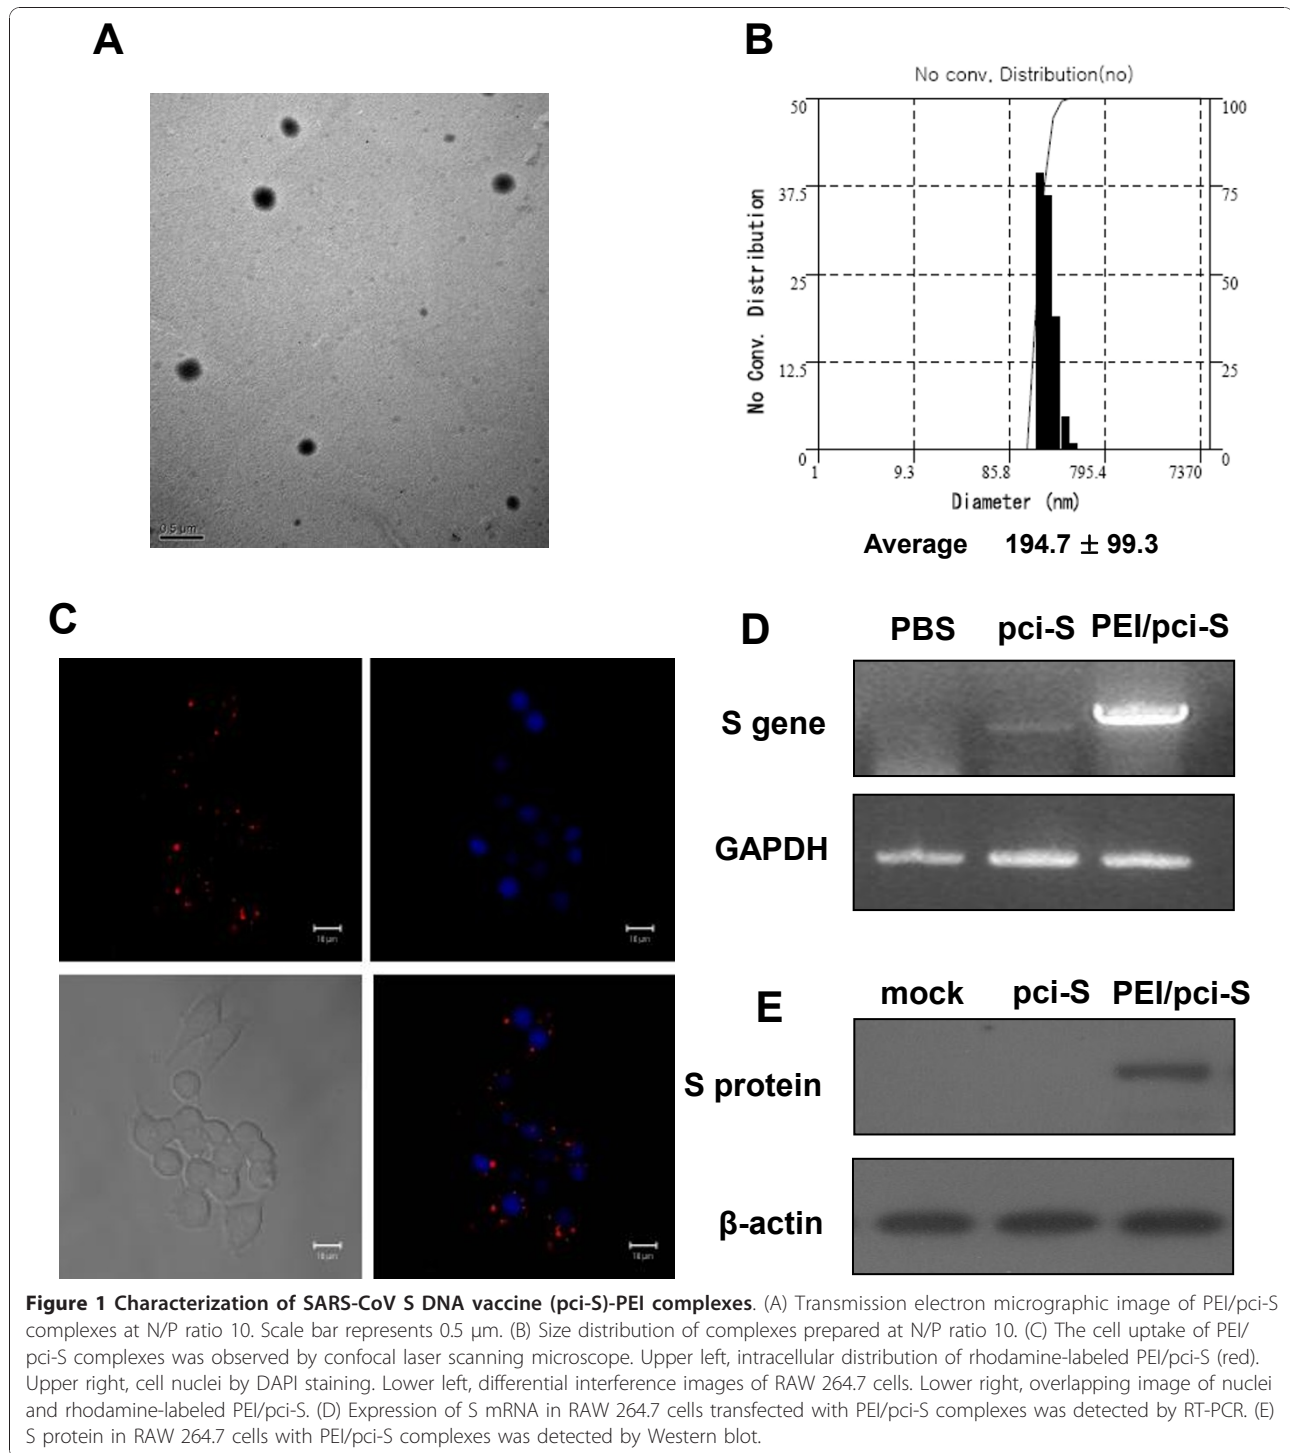 A
0.5 µm
B
No conv. Distribution(no)
No Conv. Distribution
50
37.5
25
12.5
0
100
75
50
25
0
1
9.3
85.8
795.4
7370
Diameter (nm)
Average 194.7 ± 99.3
C
10 µm
10 µm
10 µm
10 µm
D
PBS pci-S PEI/pci-S
S gene
GAPDH
E
mock pci-S PEI/pci-S
S protein
β-actin
Figure 1 Characterization of SARS-CoV S DNA vaccine (pci-S)-PEI complexes. (A) Transmission electron micrographic image of PEI/pci-S
complexes at N/P ratio 10. Scale bar represents 0.5 µm. (B) Size distribution of complexes prepared at N/P ratio 10. (C) The cell uptake of PEI/
pci-S complexes was observed by confocal laser scanning microscope. Upper left, intracellular distribution of rhodamine-labeled PEI/pci-S (red).
Upper right, cell nuclei by DAPI staining. Lower left, differential interference images of RAW 264.7 cells. Lower right, overlapping image of nuclei
and rhodamine-labeled PEI/pci-S. (D) Expression of S mRNA in RAW 264.7 cells transfected with PEI/pci-S complexes was detected by RT-PCR. (E)
S protein in RAW 264.7 cells with PEI/pci-S complexes was detected by Western blot.